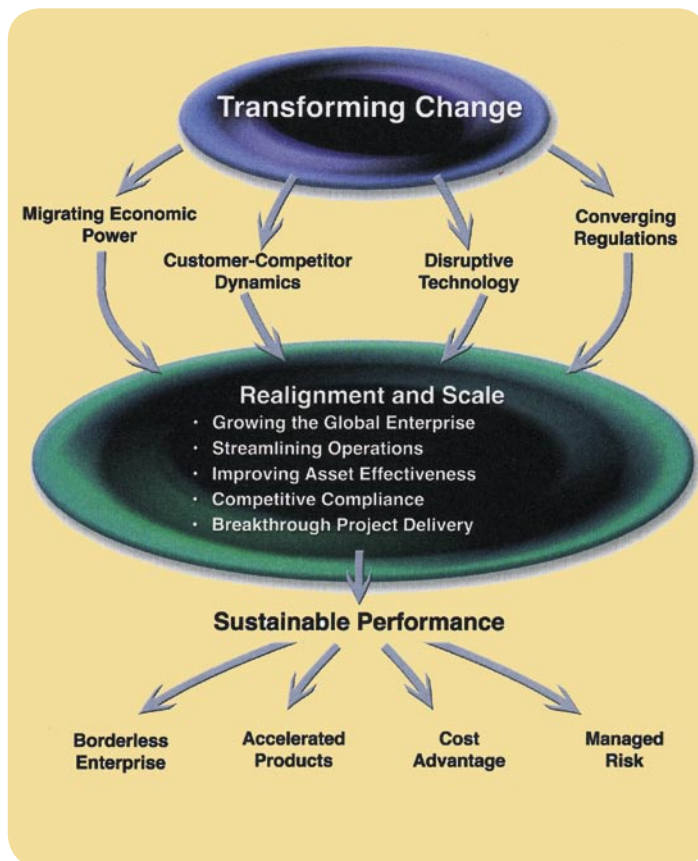 Transforming Change
Migrating Economic
Power
Customer-Competitor
Dynamics
Disruptive
Technology
Converging
Regulations
Realignment and Scale
· Growing the Global Enterprise
· Streamlining Operations
· Improving Asset Effectiveness
· Competitive Compliance
· Breakthrough Project Delivery
Sustainable Performance
Borderless
Enterprise
Accelerated
Products
Cost
Advantage
Managed
Risk